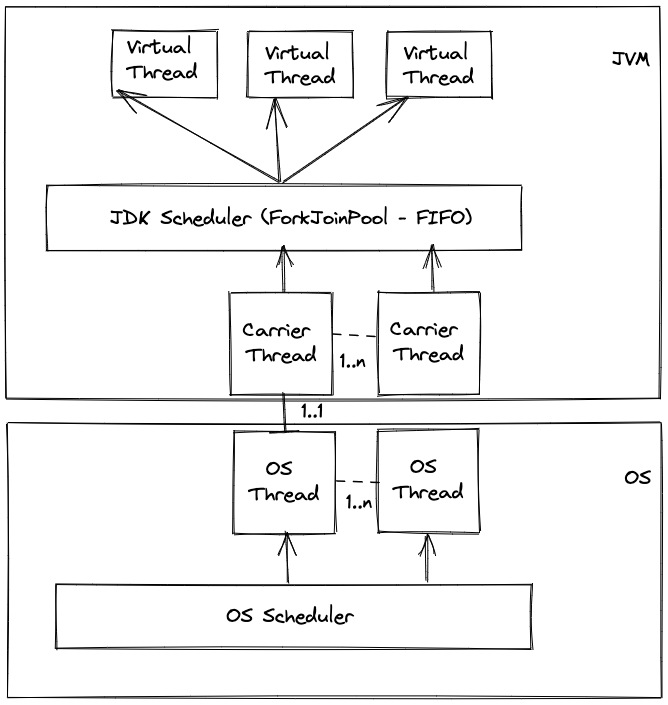 Virtual
Thread
Virtual
Thread
Virtual
Thread
JVM
JDK Scheduler (ForkJoinPool - FIFO)
Carrier
Thread
1..n
Carrier
Thread
1..1
OS
Thread
1..n
OS
Thread
OS
OS Scheduler